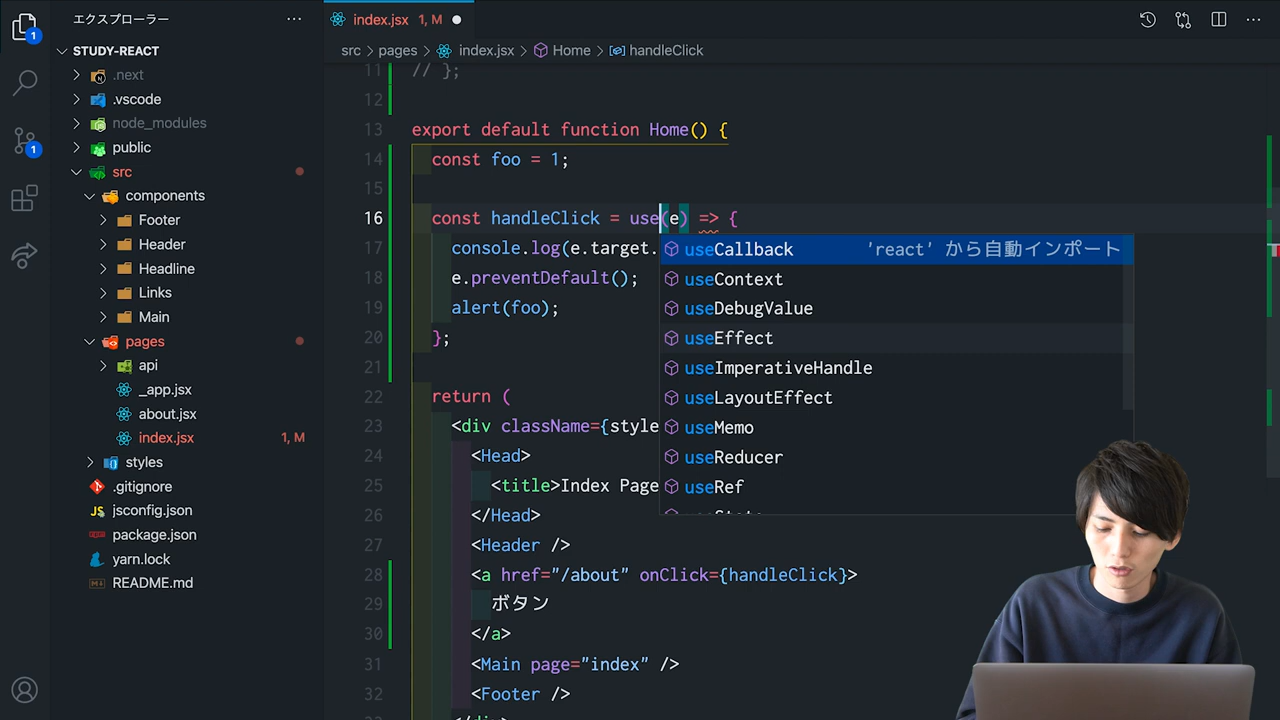 エクスプローラー
STUDY-REACT
.next
.vscode
node_modules
public
src
components
Footer
Header
Headline
Links
Main
pages
api
_app.jsx
about.jsx
index.jsx 1, M
styles
.gitignore
jsconfig.json
package.json
yarn.lock
README.md
1
1
index.jsx 1, M
src > pages > index.jsx > Home > handleClick
11 // };
12
13 export default function Home() {
14 const foo = 1;
15
16 const handleClick = use(e) => {
17 console.log(e.target.
18 e.preventDefault();
19 alert(foo);
20 };
21
22 return (
23 <div className={style
24 <Head>
25 <title>Index Page
26 </Head>
27 <Header />
28 <a href="/about" onClick={handleClick}>
29 ボタン
30 </a>
31 <Main page="index" />
32 <Footer />
useCallback 'react' から自動インポート
useContext
useDebugValue
useEffect
useImperativeHandle
useLayoutEffect
useMemo
useReducer
useRef